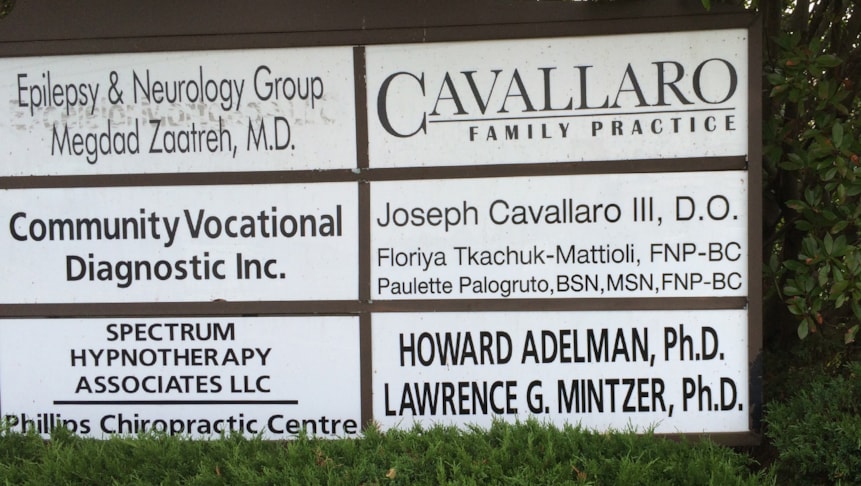 Epilepsy & Neurology Group
Megdad Zaatreh, M.D.
CAVALLARO
FAMILY PRACTICE
Community Vocational
Diagnostic Inc.
Joseph Cavallaro III, D.O.
Floriya Tkachuk-Mattioli, FNP-BC
Paulette Palogruto,BSN,MSN,FNP-BC
SPECTRUM
HYPNOTHERAPY
ASSOCIATES LLC
Phillips Chiropractic Centre
HOWARD ADELMAN, Ph.D.
LAWRENCE G. MINTZER, Ph.D.